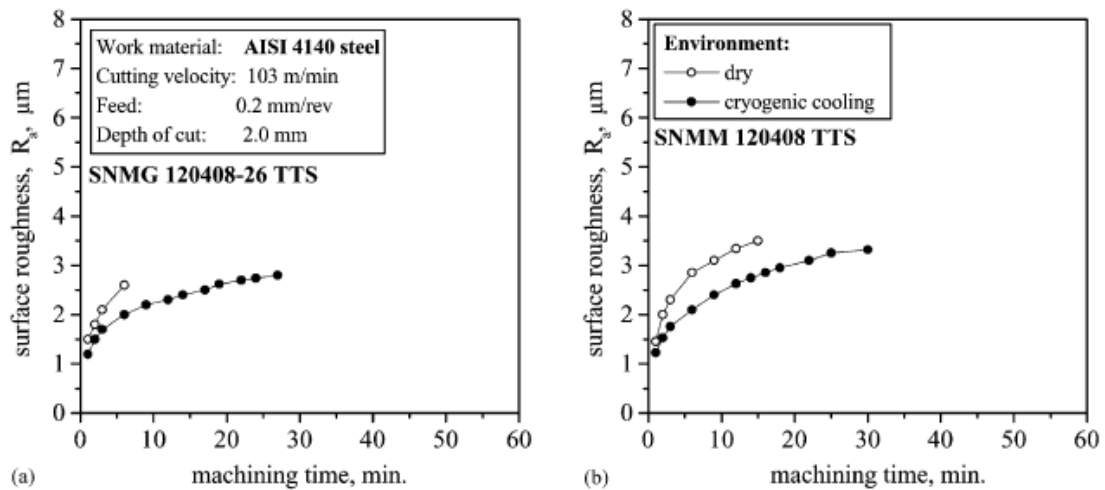 8
7
6
5
4
3
2
1
0
surface roughness, Rₐ, μm
Work material: AISI 4140 steel
Cutting velocity: 103 m/min
Feed: 0.2 mm/rev
Depth of cut: 2.0 mm
SNMG 120408-26 TTS
0 10 20 30 40 50 60
(a) machining time, min.
8
7
6
5
4
3
2
1
0
surface roughness, Rₐ, μm
Environment:
dry
cryogenic cooling
SNMM 120408 TTS
0 10 20 30 40 50 60
(b) machining time, min.